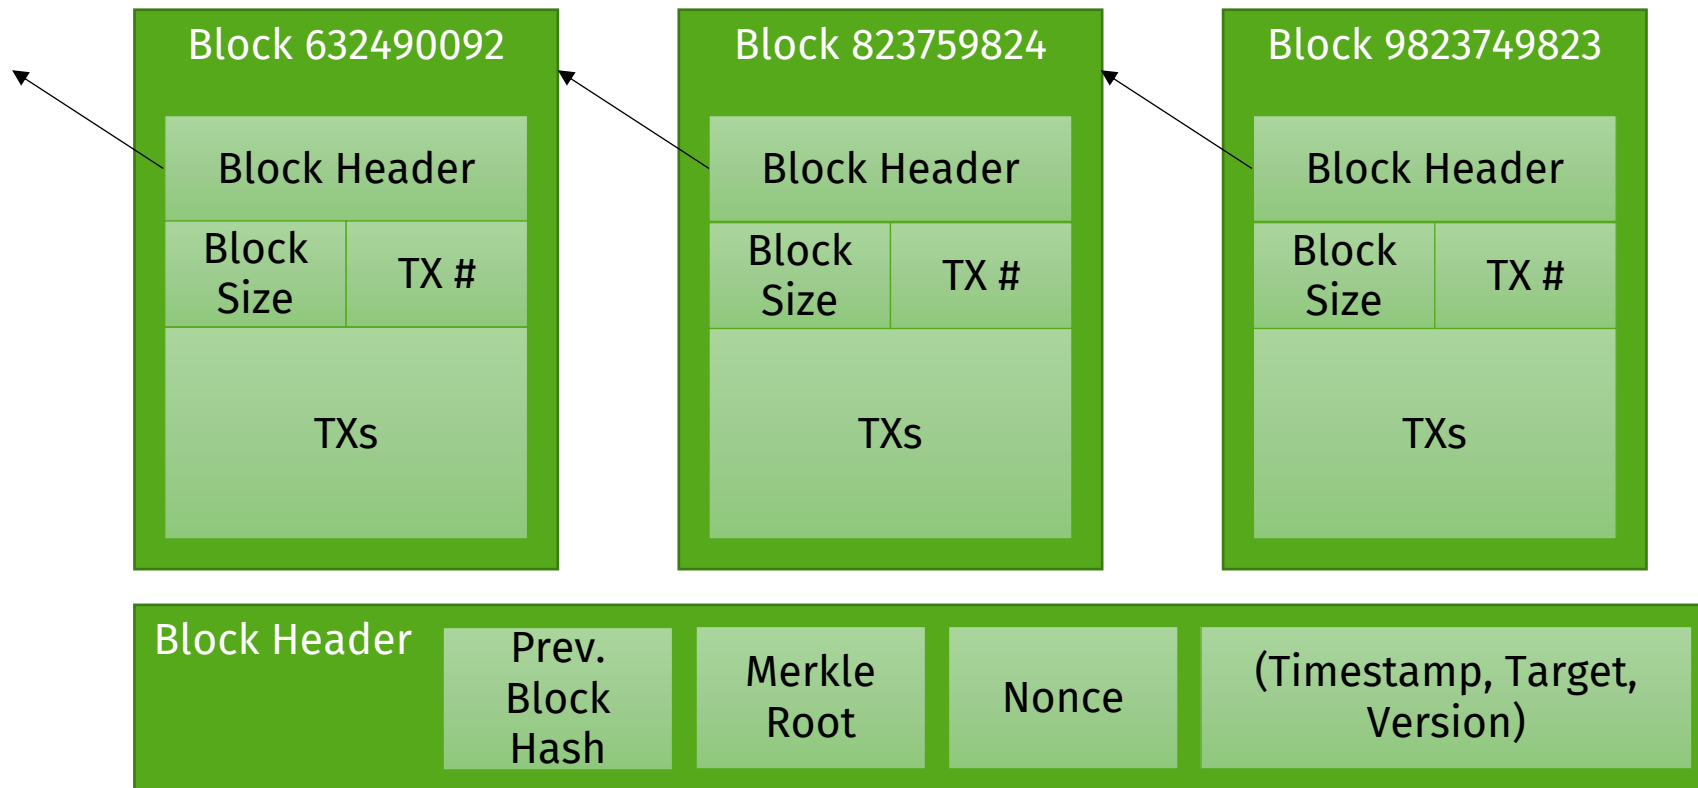 Block 632490092
Block Header
Block
Size
TX #
TXs
Block 823759824
Block Header
Block
Size
TX #
TXs
Block 9823749823
Block Header
Block
Size
TX #
TXs
Block Header
Prev.
Block
Hash
Merkle
Root
Nonce
(Timestamp, Target,
Version)